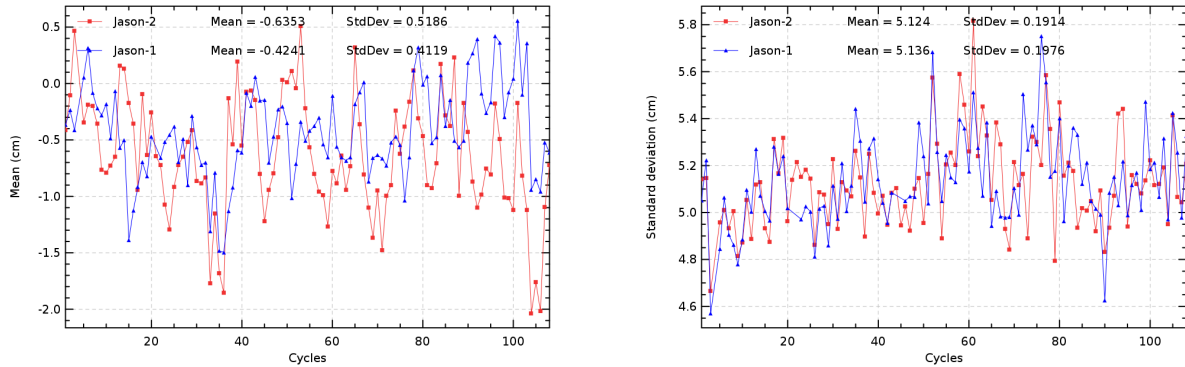 Jason-2 Mean = -0.6353 StdDev = 0.5186
Jason-1 Mean = -0.4241 StdDev = 0.4119
0.5
0.0
-0.5
-1.0
-1.5
-2.0
Mean (cm)
20 40 60 80 100
Cycles
Jason-2 Mean = 5.124 StdDev = 0.1914
Jason-1 Mean = 5.136 StdDev = 0.1976
5.8
5.6
5.4
5.2
5.0
4.8
4.6
Standard deviation (cm)
20 40 60 80 100
Cycles